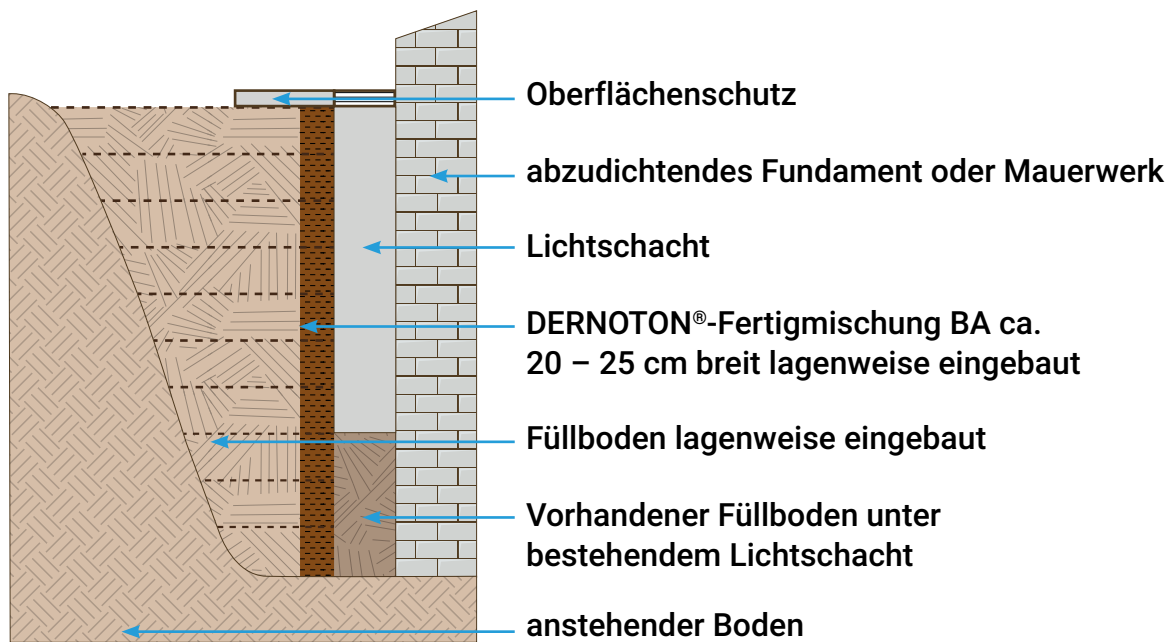 Oberflächenschutz
abzudichtendes Fundament oder Mauerwerk
Lichtschacht
DERNOTON®-Fertigmischung BA ca.
20 – 25 cm breit lagenweise eingebaut
Füllboden lagenweise eingebaut
Vorhandener Füllboden unter
bestehendem Lichtschacht
anstehender Boden